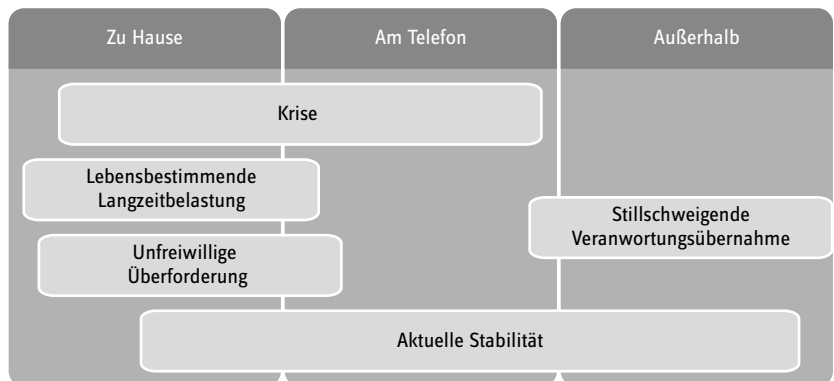 Zu Hause
Am Telefon
Außerhalb
Krise
Lebensbestimmende
Langzeitbelastung
Stillschweigende
Veranwortungsübernahme
Unfreiwillige
Überforderung
Aktuelle Stabilität